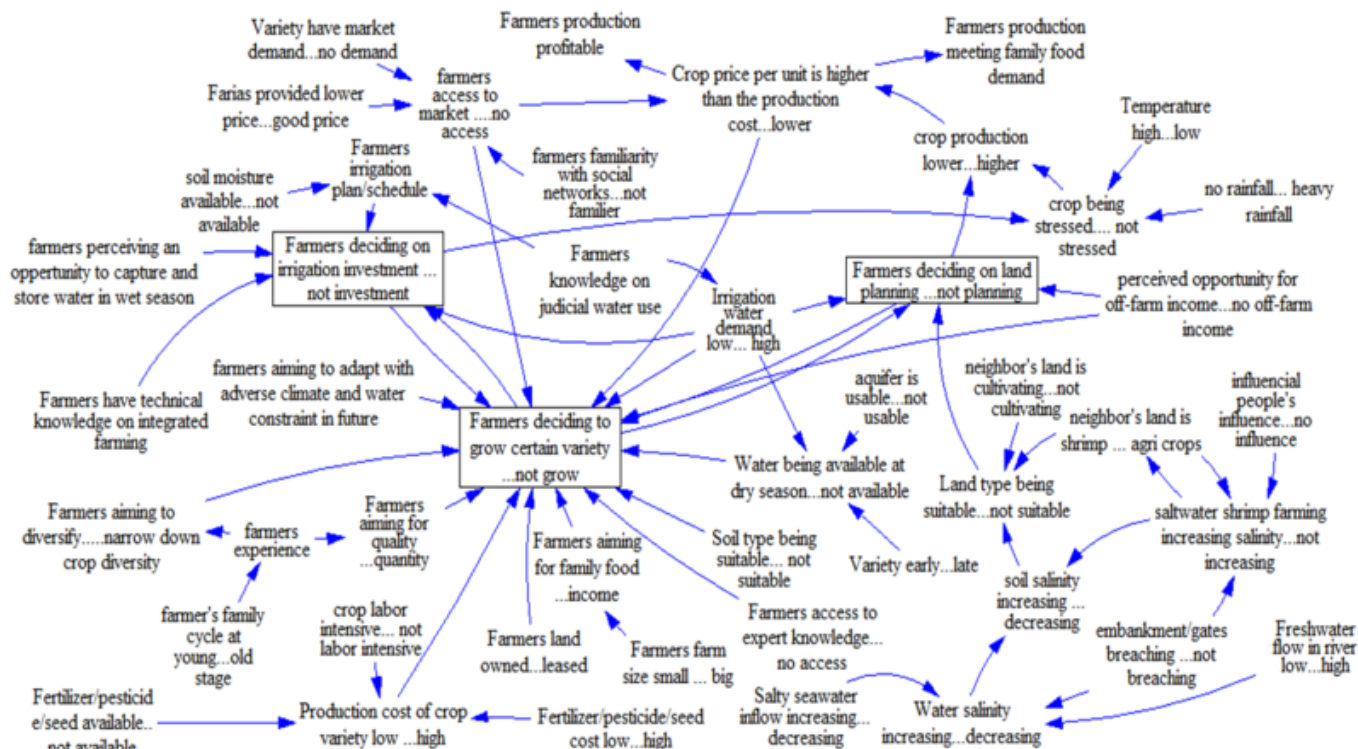 Variety have market
demand...no demand
Farmers production
profitable
Farmers production
meeting family food
demand
farmers
access to
market ....no
access
Crop price per unit is higher
than the production
cost...lower
Farias provided lower
price...good price
Temperature
high...low
crop production
lower...higher
Farmers
irrigation
plan/schedule
farmers familiarity
with social
networks...not
familier
soil moisture
available...not
available
no rainfall... heavy
rainfall
crop being
stressed.... not
stressed
farmers perceiving an
opportunity to capture and
store water in wet season
Farmers deciding on
irrigation investment ...
not investment
Farmers
knowledge on
judicial water use
Farmers deciding on land
planning ...not planning
perceived opportunity for
off-farm income...no off-farm
income
Irrigation
water
demand
low... high
farmers aiming to adapt with
adverse climate and water
constraint in future
aquifer is
usable...not
usable
neighbor's land is
cultivating...not
cultivating
influencial
people's
influence...no
influence
Farmers have technical
knowledge on integrated
farming
Farmers deciding to
grow certain variety
...not grow
neighbor's land is
shrimp ... agri crops
Water being available at
dry season...not available
Land type being
suitable...not suitable
saltwater shrimp farming
increasing salinity...not
increasing
Farmers aiming to
diversify.....narrow down
crop diversity
farmers
experience
Farmers
aiming for
quality
...quantity
Farmers aiming
for family food
...income
Soil type being
suitable... not
suitable
Variety early...late
soil salinity
increasing ...
decreasing
farmer's family
cycle at
young...old
stage
crop labor
intensive... not
labor intensive
Farmers land
owned...leased
Farmers farm
size small ... big
Farmers access to
expert knowledge...
no access
embankment/gates
breaching ...not
breaching
Freshwater
flow in river
low...high
Fertilizer/pesticid
e/seed available..
not available
Production cost of crop
variety low ...high
Fertilizer/pesticide/seed
cost low...high
Salty seawater
inflow increasing...
decreasing
Water salinity
increasing...decreasing